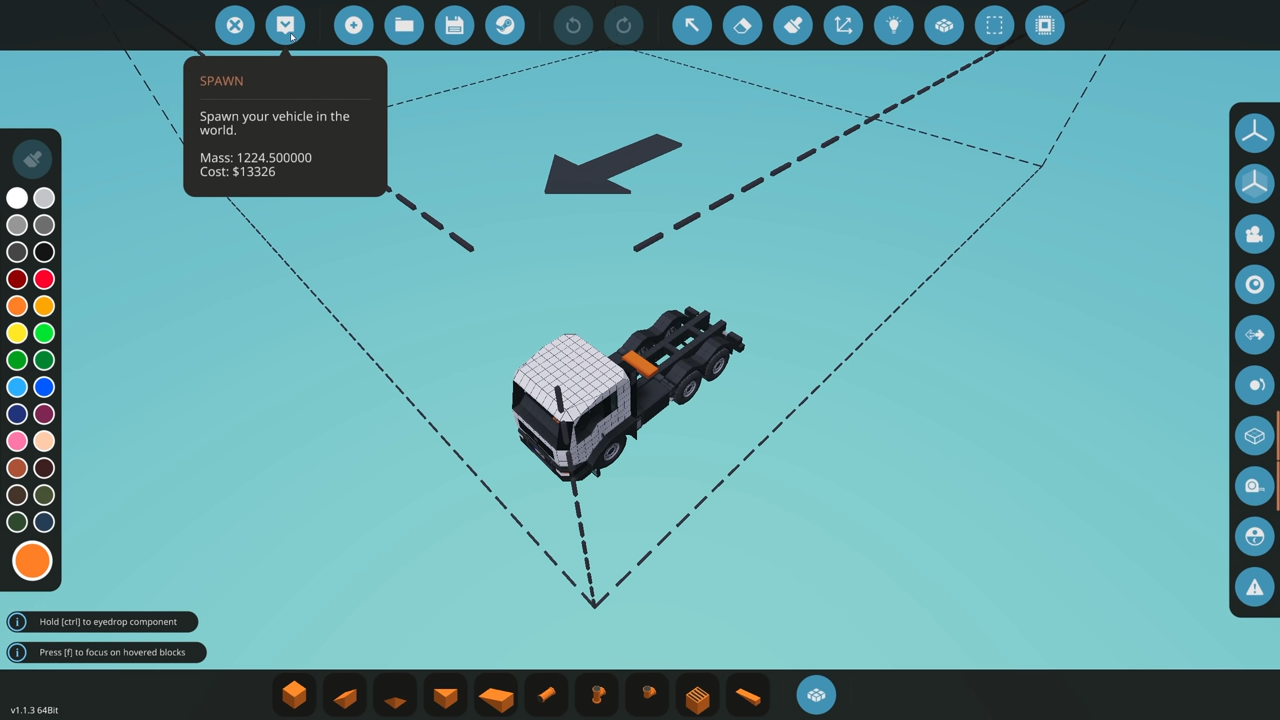 SPAWN
Spawn your vehicle in the
world.
Mass: 1224.500000
Cost: $13326
Hold [ctrl] to eyedrop component
Press [f] to focus on hovered blocks
v1.1.3 64Bit